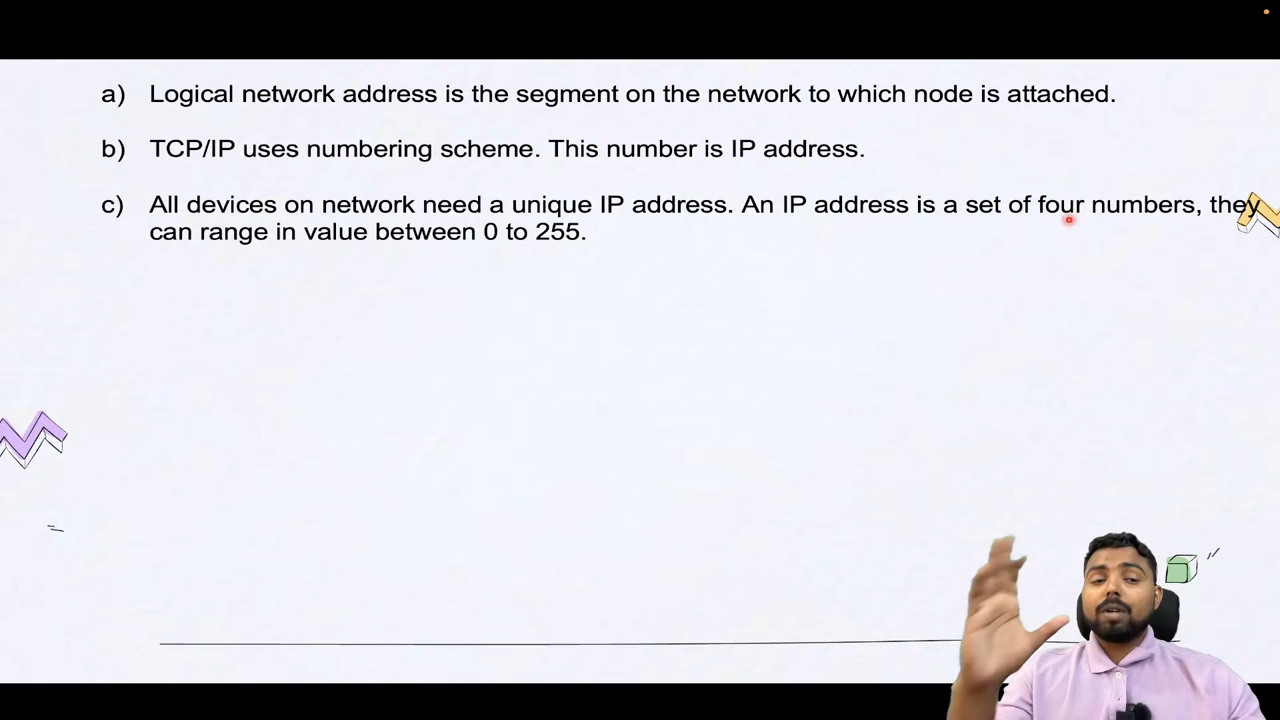 a) Logical network address is the segment on the network to which node is attached.
b) TCP/IP uses numbering scheme. This number is IP address.
c) All devices on network need a unique IP address. An IP address is a set of four numbers, they
can range in value between 0 to 255.